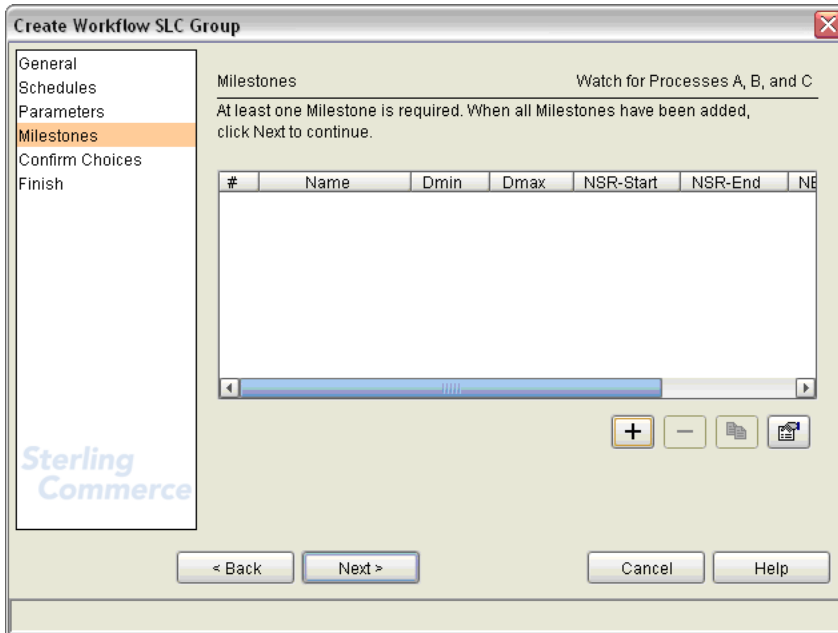 Create Workflow SLC Group
General
Schedules
Parameters
Milestones
Confirm Choices
Finish
Sterling
Commerce
Milestones Watch for Processes A, B, and C
At least one Milestone is required. When all Milestones have been added,
click Next to continue.
# Name Dmin Dmax NSR-Start NSR-End
< Back Next > Cancel Help